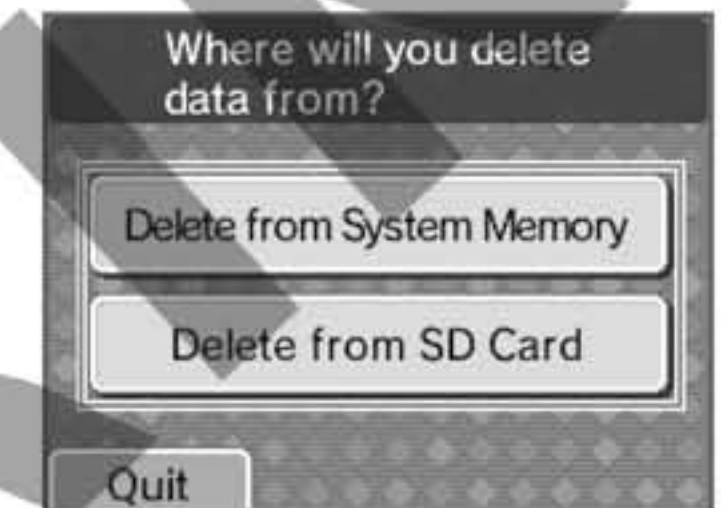 Where will you delete
data from?
Delete from System Memory
Delete from SD Card
Quit